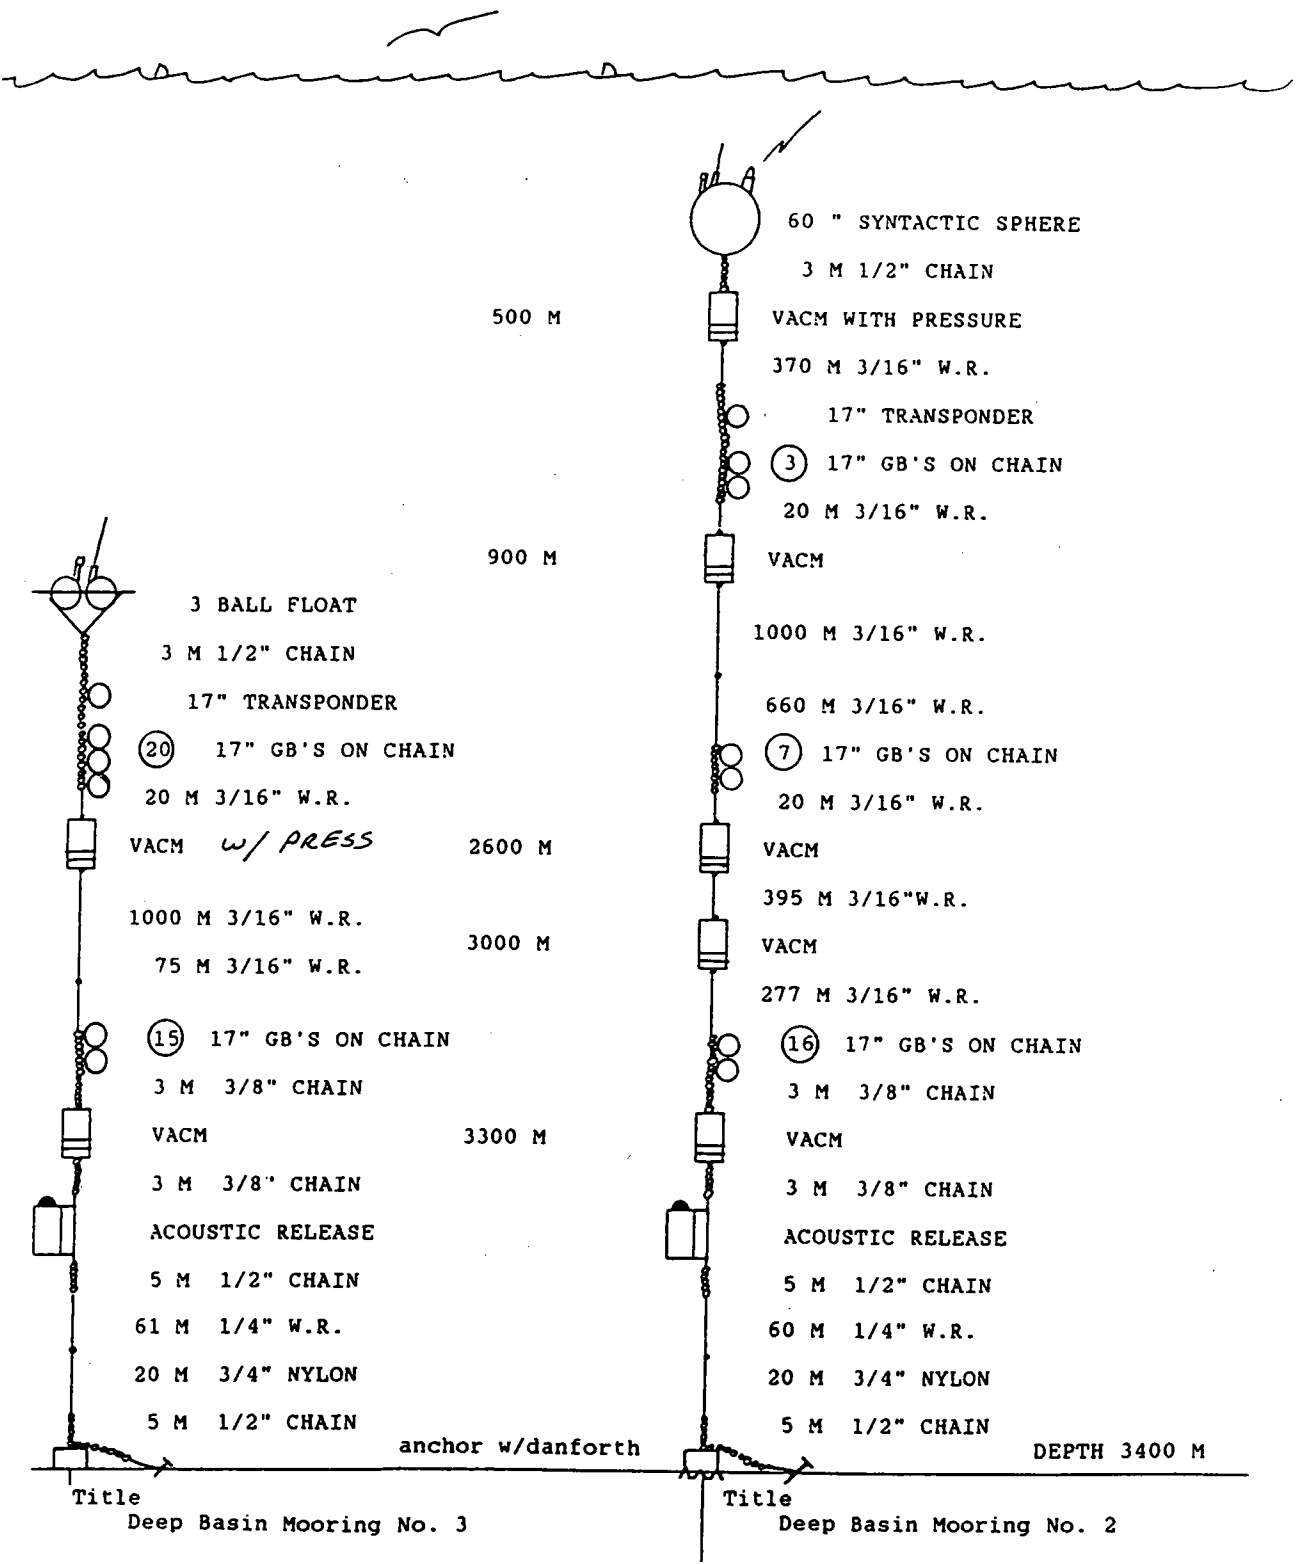 60 " SYNTACTIC SPHERE
3 M 1/2" CHAIN
500 M
VACM WITH PRESSURE
370 M 3/16" W.R.
17" TRANSPONDER
3 17" GB'S ON CHAIN
20 M 3/16" W.R.
900 M
VACM
1000 M 3/16" W.R.
660 M 3/16" W.R.
7 17" GB'S ON CHAIN
20 M 3/16" W.R.
2600 M
VACM
395 M 3/16"W.R.
3000 M
VACM
277 M 3/16" W.R.
16 17" GB'S ON CHAIN
3 M 3/8" CHAIN
3300 M
VACM
3 M 3/8" CHAIN
ACOUSTIC RELEASE
5 M 1/2" CHAIN
60 M 1/4" W.R.
20 M 3/4" NYLON
5 M 1/2" CHAIN
DEPTH 3400 M
Title
Deep Basin Mooring No. 2
3 BALL FLOAT
3 M 1/2" CHAIN
17" TRANSPONDER
20 17" GB'S ON CHAIN
20 M 3/16" W.R.
VACM w/ PRESS
1000 M 3/16" W.R.
75 M 3/16" W.R.
15 17" GB'S ON CHAIN
3 M 3/8" CHAIN
VACM
3 M 3/8" CHAIN
ACOUSTIC RELEASE
5 M 1/2" CHAIN
61 M 1/4" W.R.
20 M 3/4" NYLON
5 M 1/2" CHAIN
anchor w/danforth
Title
Deep Basin Mooring No. 3